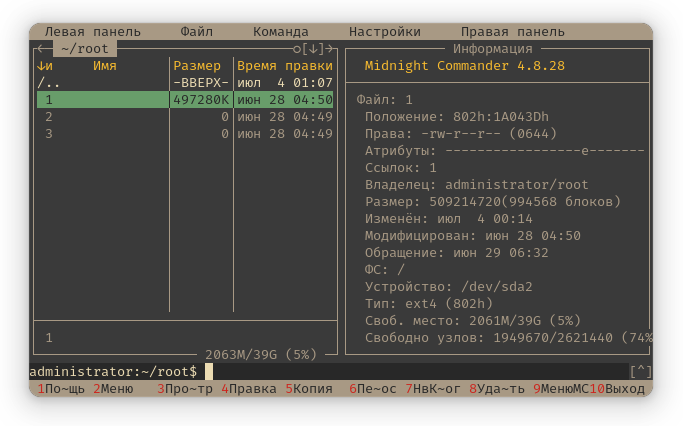 Левая панель Файл Команда Настройки Правая панель
← ~/root ○[↓]→
↓и Имя Размер Время правки
/.. -ВВЕРХ- июл 4 01:07
1 497280K июн 28 04:50
2 0 июн 28 04:49
3 0 июн 28 04:49
1
2063M/39G (5%)
Информация
Midnight Commander 4.8.28
Файл: 1
Положение: 802h:1A043Dh
Права: -rw-r--r-- (0644)
Атрибуты: -----------------e-------
Ссылок: 1
Владелец: administrator/root
Размер: 509214720(994568 блоков)
Изменён: июл 4 00:14
Модифицирован: июн 28 04:50
Обращение: июн 29 06:32
ФС: /
Устройство: /dev/sda2
Тип: ext4 (802h)
Своб. место: 2061M/39G (5%)
Свободно узлов: 1949670/2621440 (74%
administrator:~/root$ [^]
1По~щь 2Меню 3Про~тр 4Правка 5Копия 6Пе~ос 7НвК~ог 8Уда~ть 9МенюMC10Выход